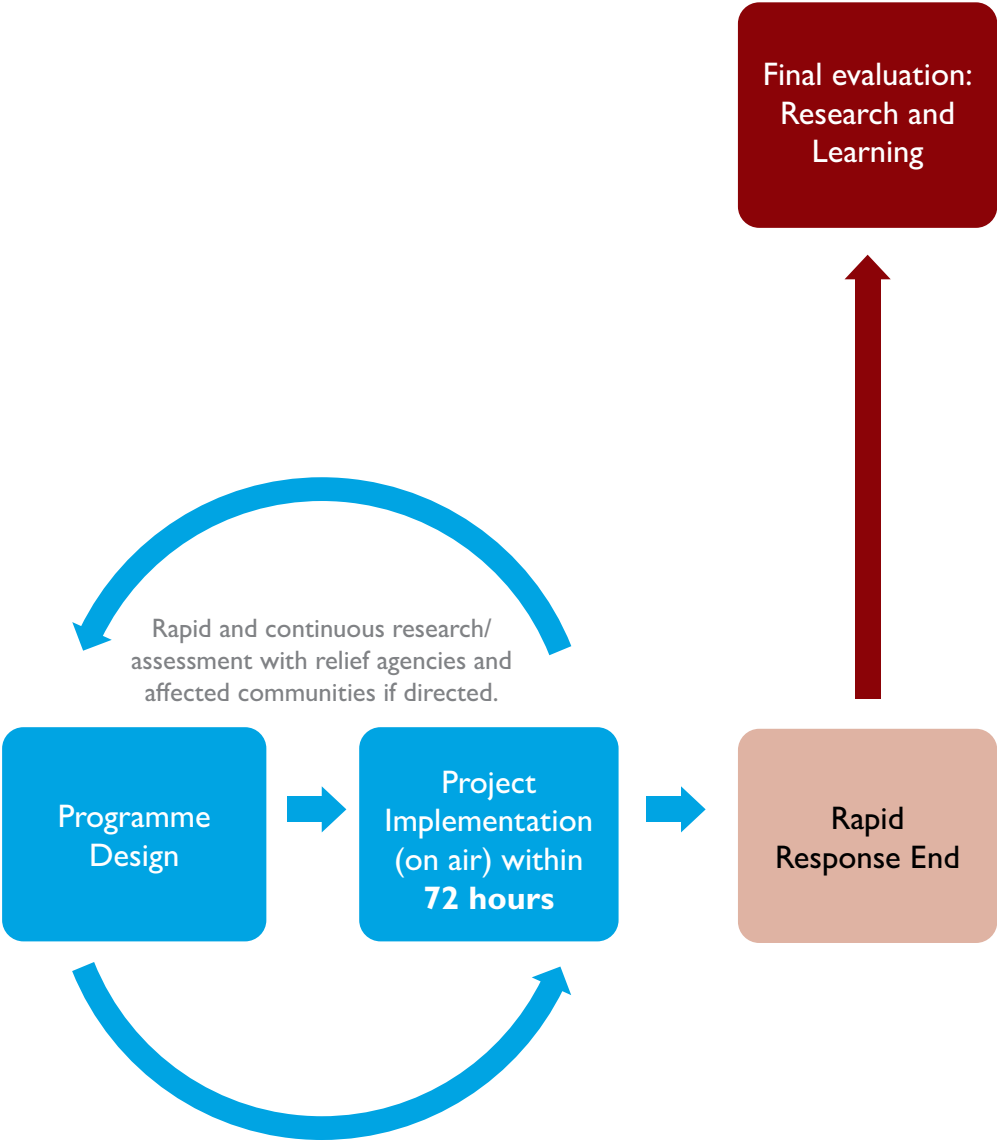 Final evaluation:
Research and
Learning
Rapid and continuous research/
assessment with relief agencies and
affected communities if directed.
Programme
Design
Project
Implementation
(on air) within
72 hours
Rapid
Response End